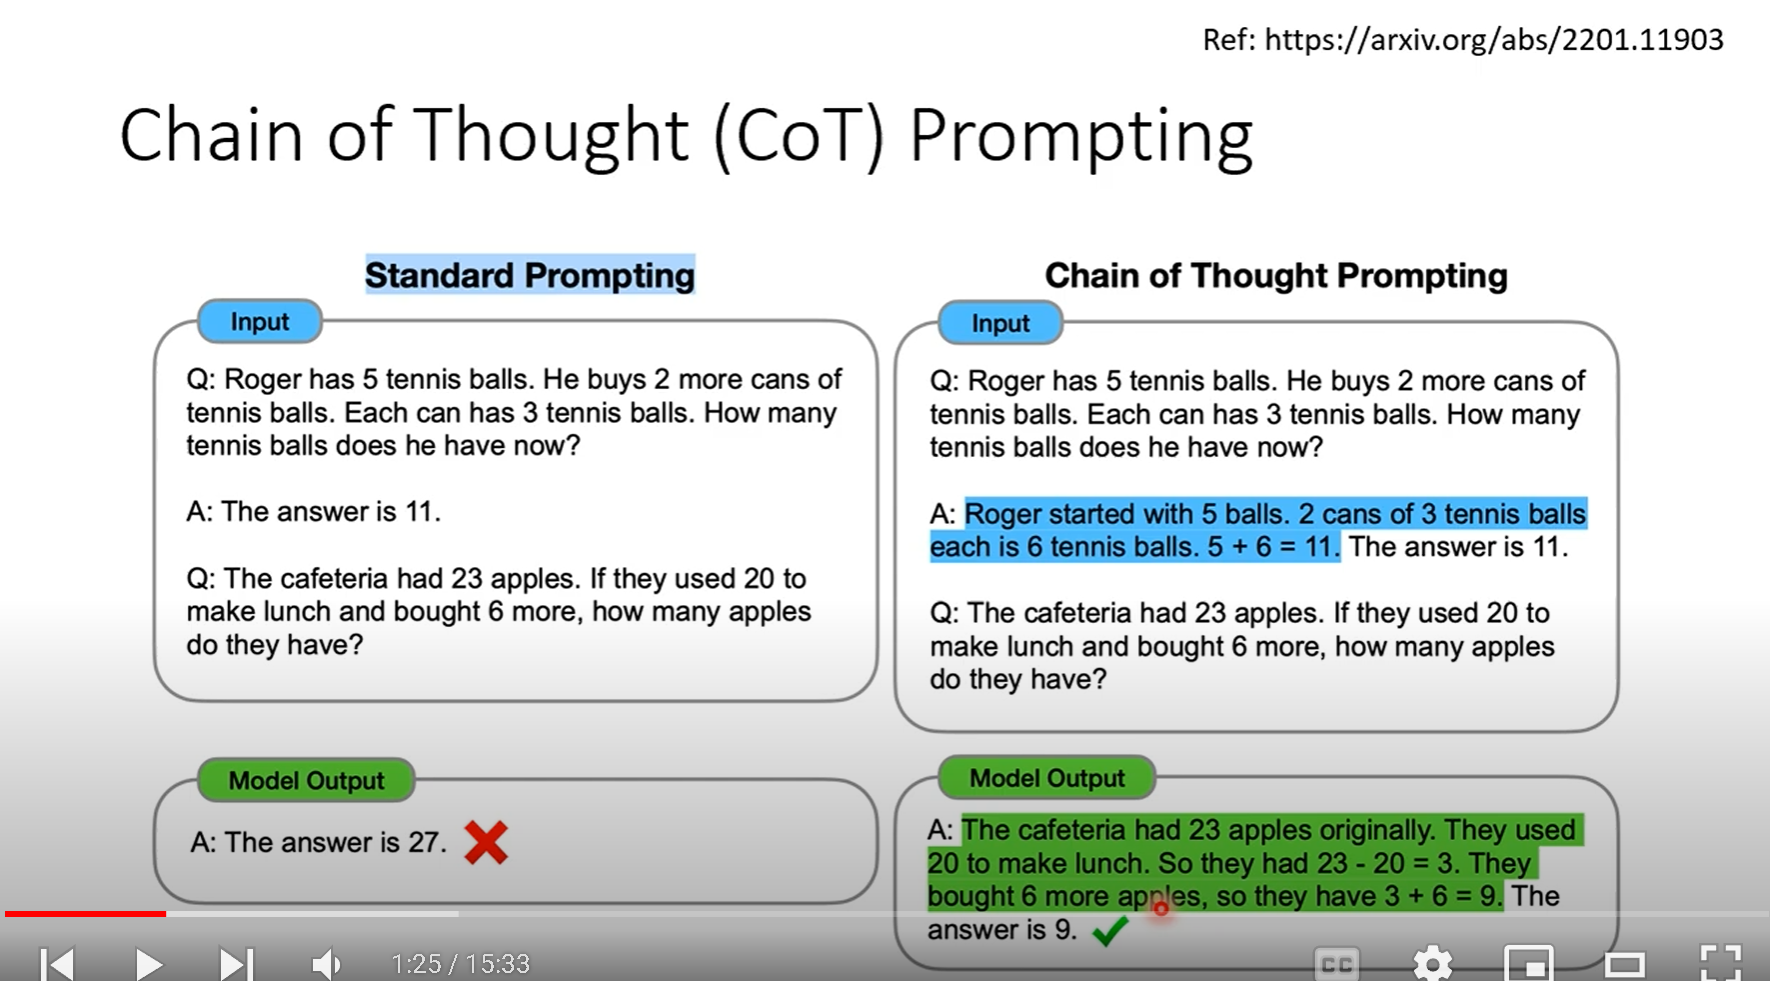 Ref: https://arxiv.org/abs/2201.11903
Chain of Thought (CoT) Prompting
Standard Prompting
Input
Q: Roger has 5 tennis balls. He buys 2 more cans of
tennis balls. Each can has 3 tennis balls. How many
tennis balls does he have now?
A: The answer is 11.
Q: The cafeteria had 23 apples. If they used 20 to
make lunch and bought 6 more, how many apples
do they have?
Model Output
A: The answer is 27.
Chain of Thought Prompting
Input
Q: Roger has 5 tennis balls. He buys 2 more cans of
tennis balls. Each can has 3 tennis balls. How many
tennis balls does he have now?
A: Roger started with 5 balls. 2 cans of 3 tennis balls
each is 6 tennis balls. 5 + 6 = 11. The answer is 11.
Q: The cafeteria had 23 apples. If they used 20 to
make lunch and bought 6 more, how many apples
do they have?
Model Output
A: The cafeteria had 23 apples originally. They used
20 to make lunch. So they had 23 - 20 = 3. They
bought 6 more apples, so they have 3 + 6 = 9. The
answer is 9.
1:25 / 15:33
CC